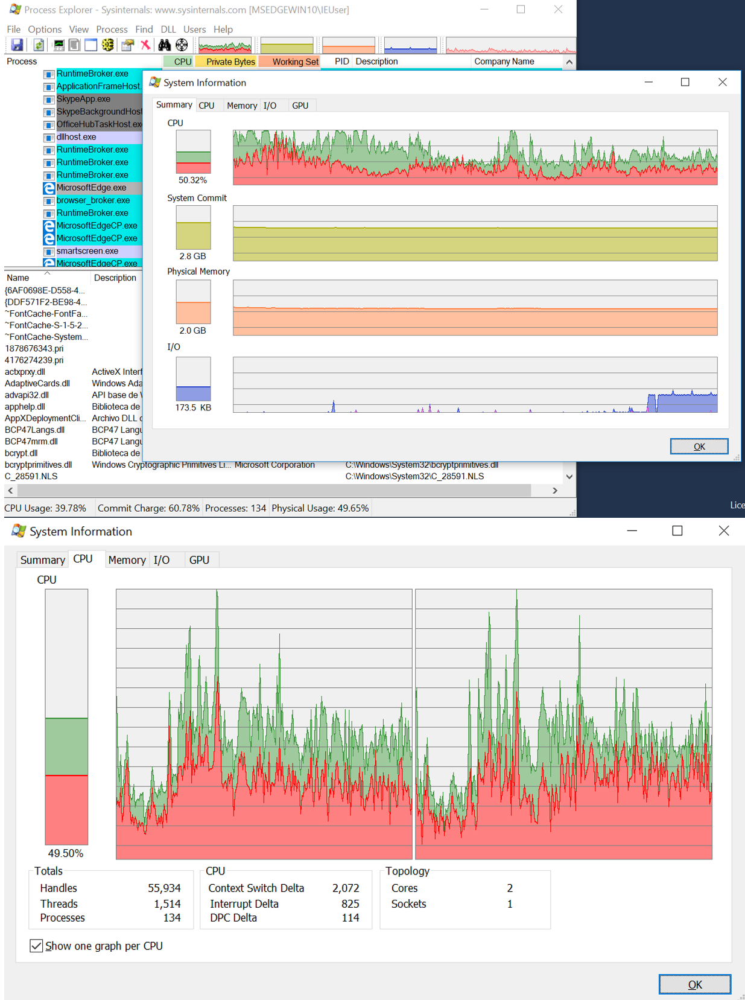 Process Explorer - Sysinternals: www.sysinternals.com [MSEDGEWIN10\IEUser]
File Options View Process Find DLL Users Help
Process CPU Private Bytes Working Set PID Description Company Name
RuntimeBroker.exe
ApplicationFrameHost.
SkypeApp.exe
SkypeBackgroundHost
OfficeHubTaskHost.exe
dllhost.exe
RuntimeBroker.exe
RuntimeBroker.exe
RuntimeBroker.exe
MicrosoftEdge.exe
browser_broker.exe
RuntimeBroker.exe
MicrosoftEdgeCP.exe
MicrosoftEdgeCP.exe
smartscreen.exe
MicrosoftEdgeCP.exe
System Information
Summary CPU Memory I/O GPU
CPU
50.32%
System Commit
2.8 GB
Physical Memory
2.0 GB
I/O
173.5 KB
OK
Name Description
{6AF0698E-D558-4...
{DDF571F2-BE98-4...
~FontCache-FontFa...
~FontCache-S-1-5-2...
~FontCache-System...
1878676343.pri
4176274239.pri
actxprxy.dll ActiveX Interf
AdaptiveCards.dll Windows Ada
advapi32.dll API base de W
apphelp.dll Biblioteca de
AppXDeploymentCli... Archivo DLL d
BCP47Langs.dll BCP47 Langu
BCP47mrm.dll BCP47 Langu
bcrypt.dll Biblioteca de
bcryptprimitives.dll Windows Cryptographic Primitives Li... Microsoft Corporation C:\Windows\System32\bcryptprimitives.dll
C_28591.NLS C:\Windows\System32\C_28591.NLS
CPU Usage: 39.78% Commit Charge: 60.78% Processes: 134 Physical Usage: 49.65%
Lice
System Information
Summary CPU Memory I/O GPU
CPU
49.50%
Totals
Handles 55,934
Threads 1,514
Processes 134
CPU
Context Switch Delta 2,072
Interrupt Delta 825
DPC Delta 114
Topology
Cores 2
Sockets 1
Show one graph per CPU
OK